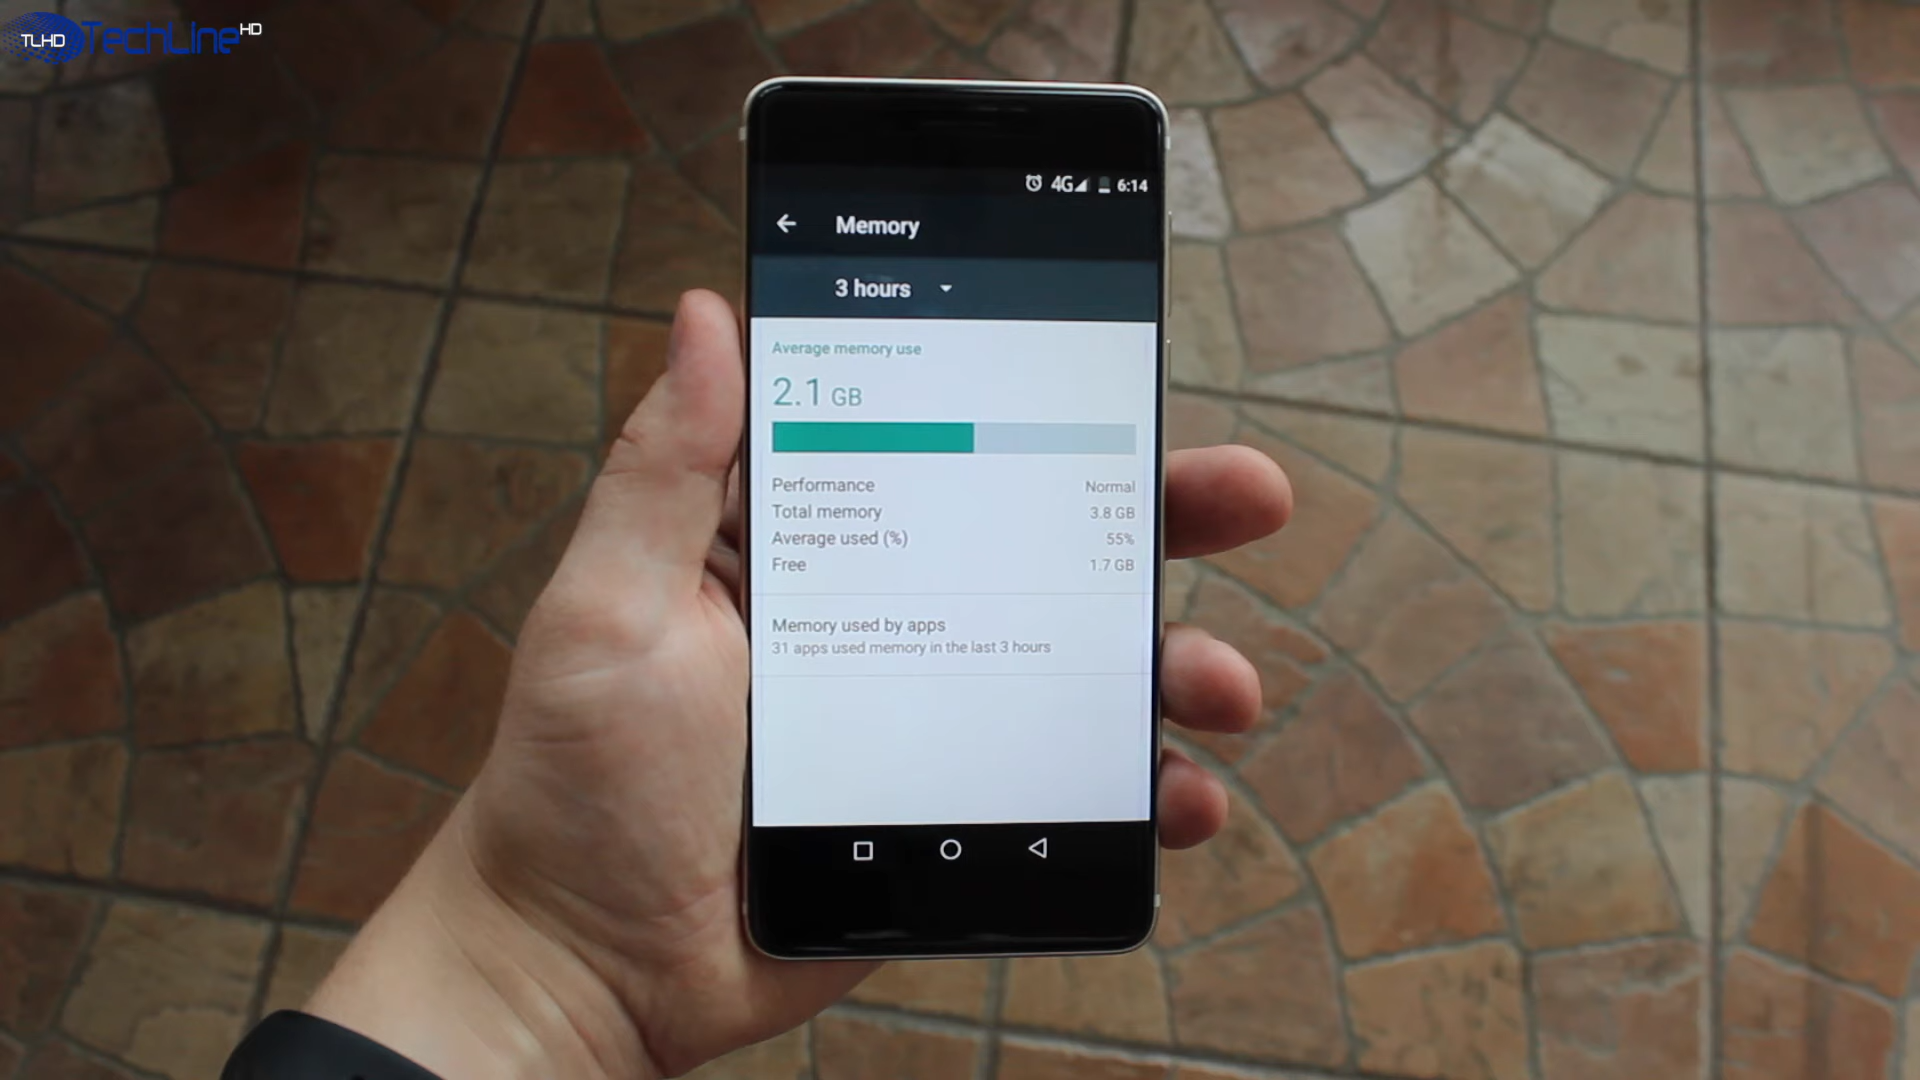 TLHD TechLine HD
4G 6:14
Memory
3 hours
Average memory use
2.1 GB
Performance Normal
Total memory 3.8 GB
Average used (%) 55%
Free 1.7 GB
Memory used by apps
31 apps used memory in the last 3 hours